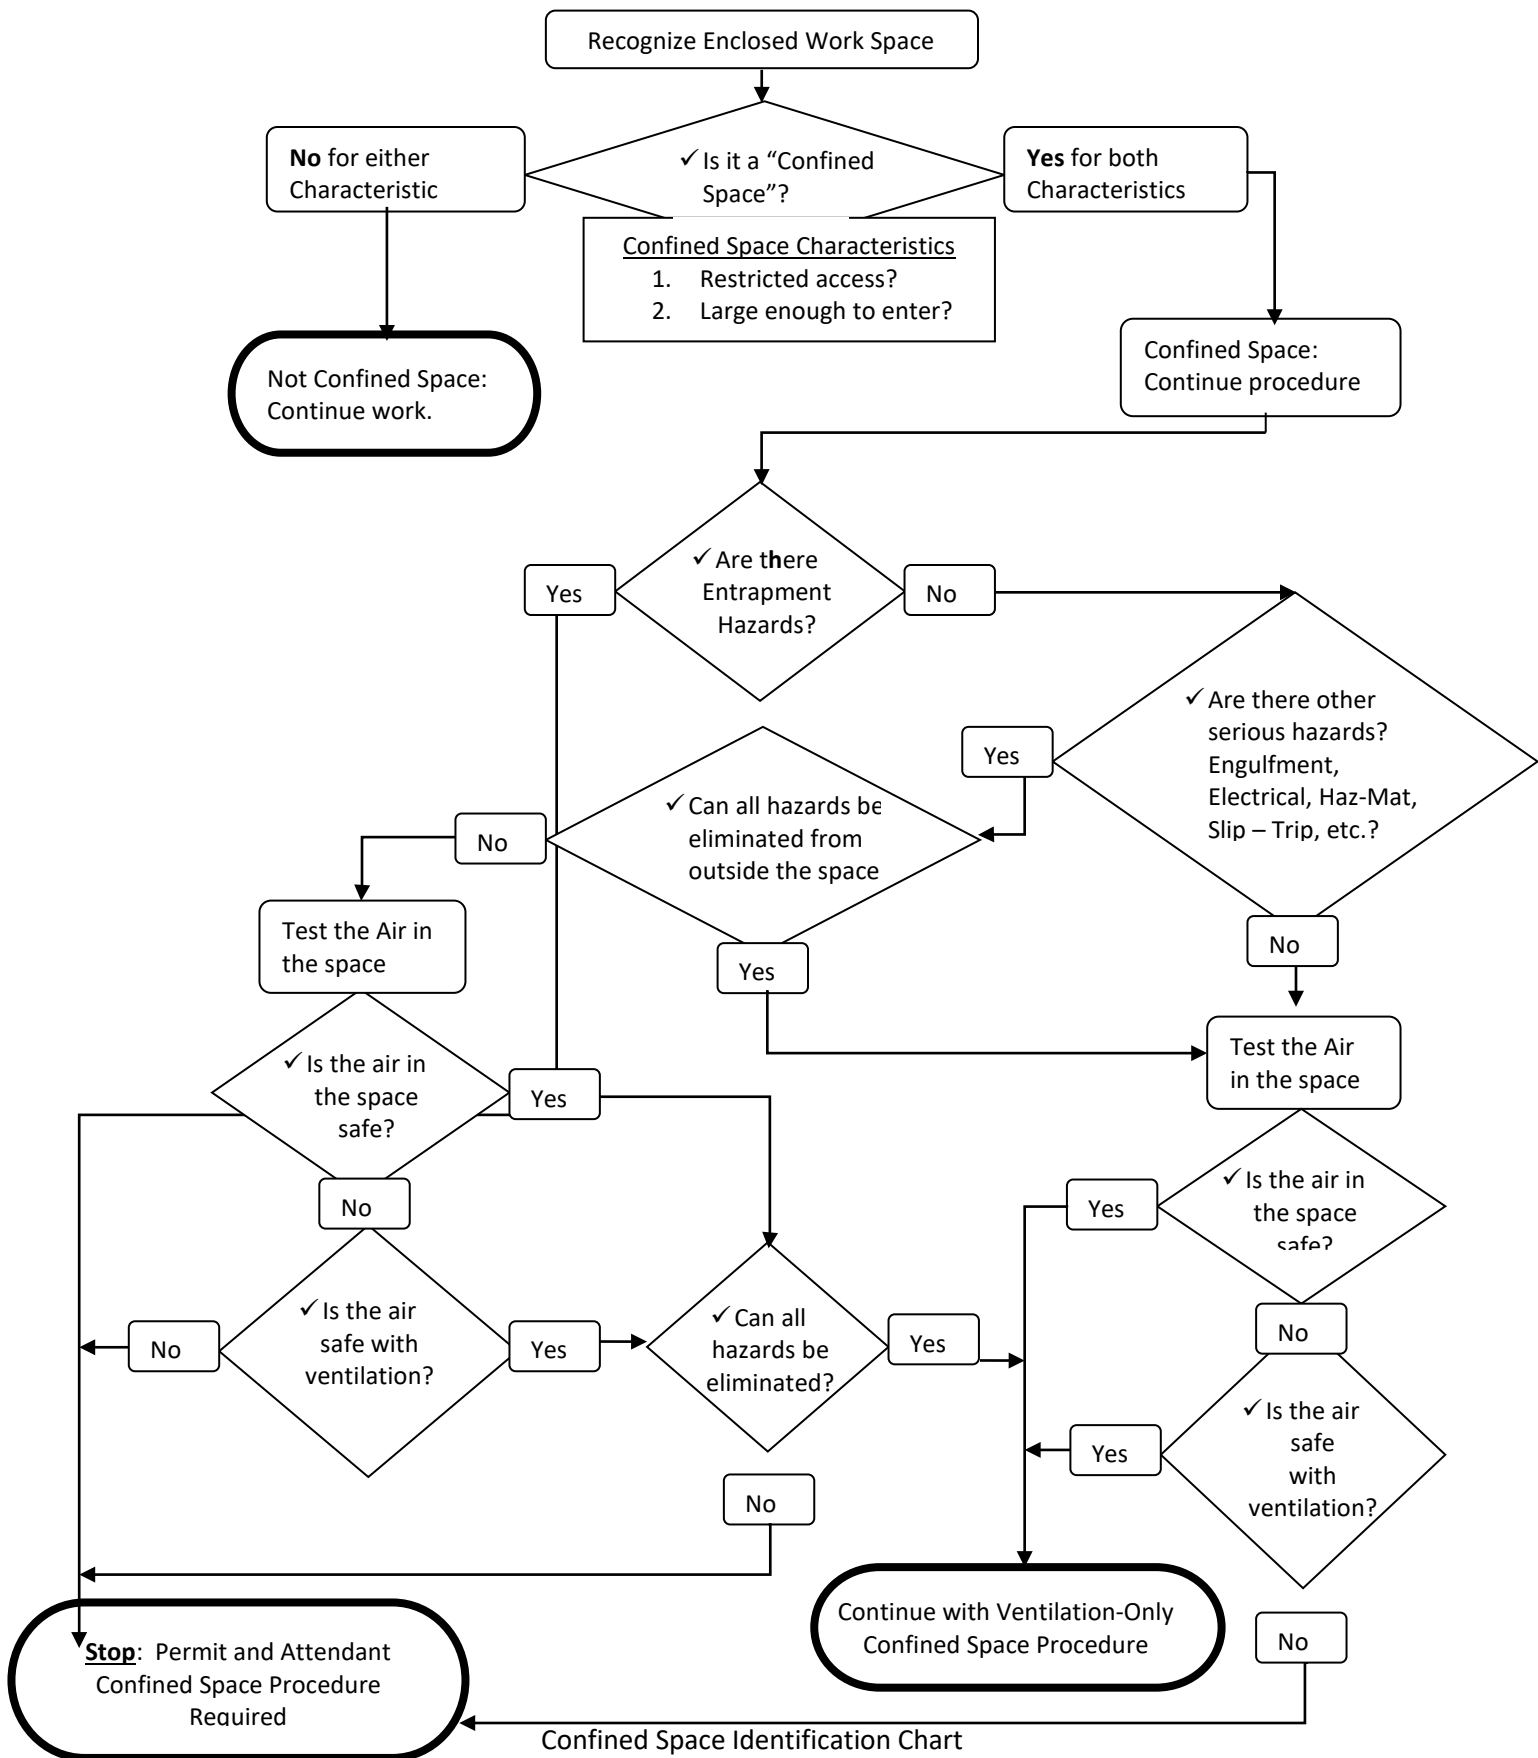 Recognize Enclosed Work Space
No for either
Characteristic
✓ Is it a “Confined
Space”?
Yes for both
Characteristics
Confined Space Characteristics
1. Restricted access?
2. Large enough to enter?
Not Confined Space:
Continue work.
Confined Space:
Continue procedure
✓ Are there
Entrapment
Hazards?
Yes
No
✓ Are there other
serious hazards?
Engulfment,
Electrical, Haz-Mat,
Slip – Trip, etc.?
Yes
✓ Can all hazards be
eliminated from
outside the space
No
Yes
No
Test the Air in
the space
Test the Air
in the space
✓ Is the air in
the space
safe?
Yes
No
✓ Is the air in
the space
safe?
Yes
No
✓ Is the air
safe with
ventilation?
No
Yes
✓ Can all
hazards be
eliminated?
Yes
No
✓ Is the air
safe
with
ventilation?
Yes
No
Continue with Ventilation-Only
Confined Space Procedure
Stop: Permit and Attendant
Confined Space Procedure
Required
Confined Space Identification Chart